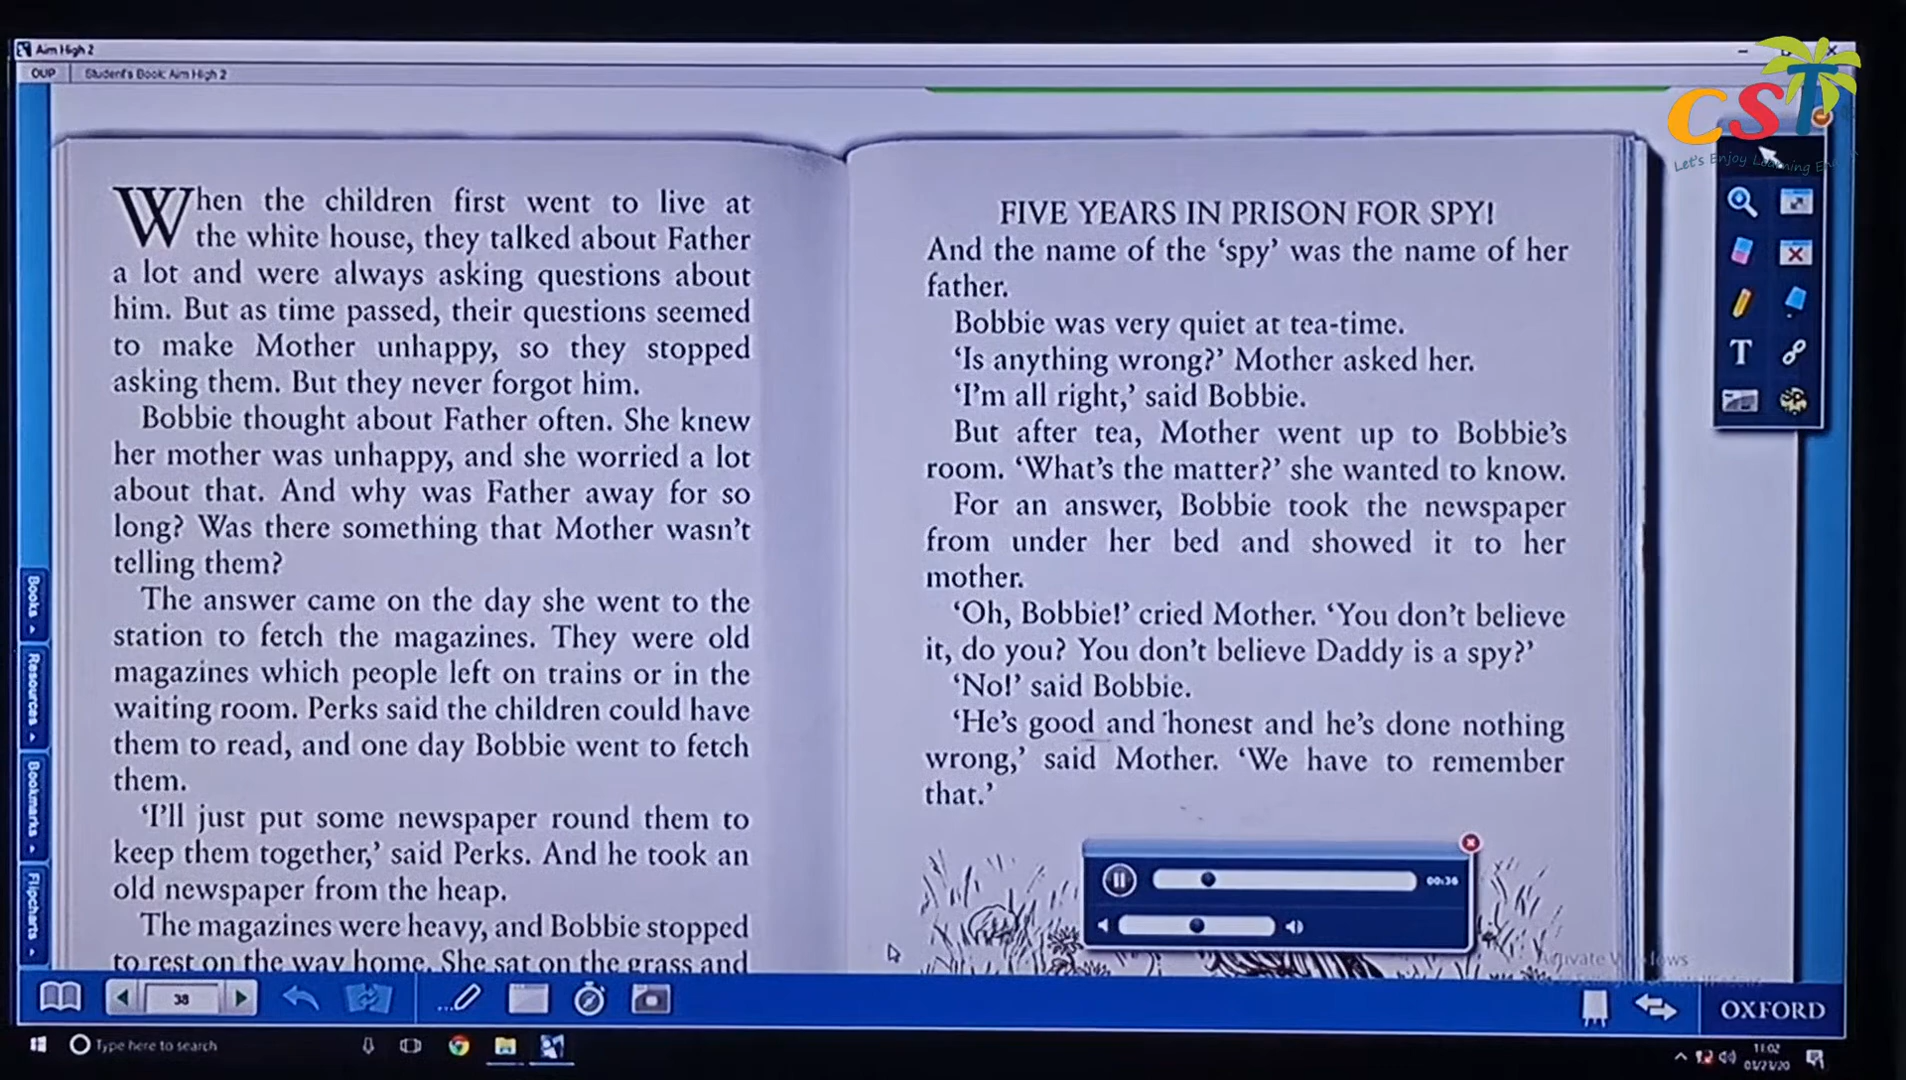 Aim High 2
OUP
Student's Book: Aim High 2
CST
Let's Enjoy Learning
When the children first went to live at
the white house, they talked about Father
a lot and were always asking questions about
him. But as time passed, their questions seemed
to make Mother unhappy, so they stopped
asking them. But they never forgot him.
Bobbie thought about Father often. She knew
her mother was unhappy, and she worried a lot
about that. And why was Father away for so
long? Was there something that Mother wasn't
telling them?
The answer came on the day she went to the
station to fetch the magazines. They were old
magazines which people left on trains or in the
waiting room. Perks said the children could have
them to read, and one day Bobbie went to fetch
them.
‘I'll just put some newspaper round them to
keep them together,’ said Perks. And he took an
old newspaper from the heap.
The magazines were heavy, and Bobbie stopped
to rest on the way home. She sat on the grass and
FIVE YEARS IN PRISON FOR SPY!
And the name of the ‘spy’ was the name of her
father.
Bobbie was very quiet at tea-time.
‘Is anything wrong?’ Mother asked her.
‘I'm all right,’ said Bobbie.
But after tea, Mother went up to Bobbie's
room. ‘What's the matter?’ she wanted to know.
For an answer, Bobbie took the newspaper
from under her bed and showed it to her
mother.
‘Oh, Bobbie!’ cried Mother. ‘You don't believe
it, do you? You don't believe Daddy is a spy?’
‘No!’ said Bobbie.
‘He's good and honest and he's done nothing
wrong,’ said Mother. ‘We have to remember
that.’
T
Books
Resources
Bookmarks
Flipcharts
00:36
Activate Windows
38
OXFORD
Type here to search
11:02